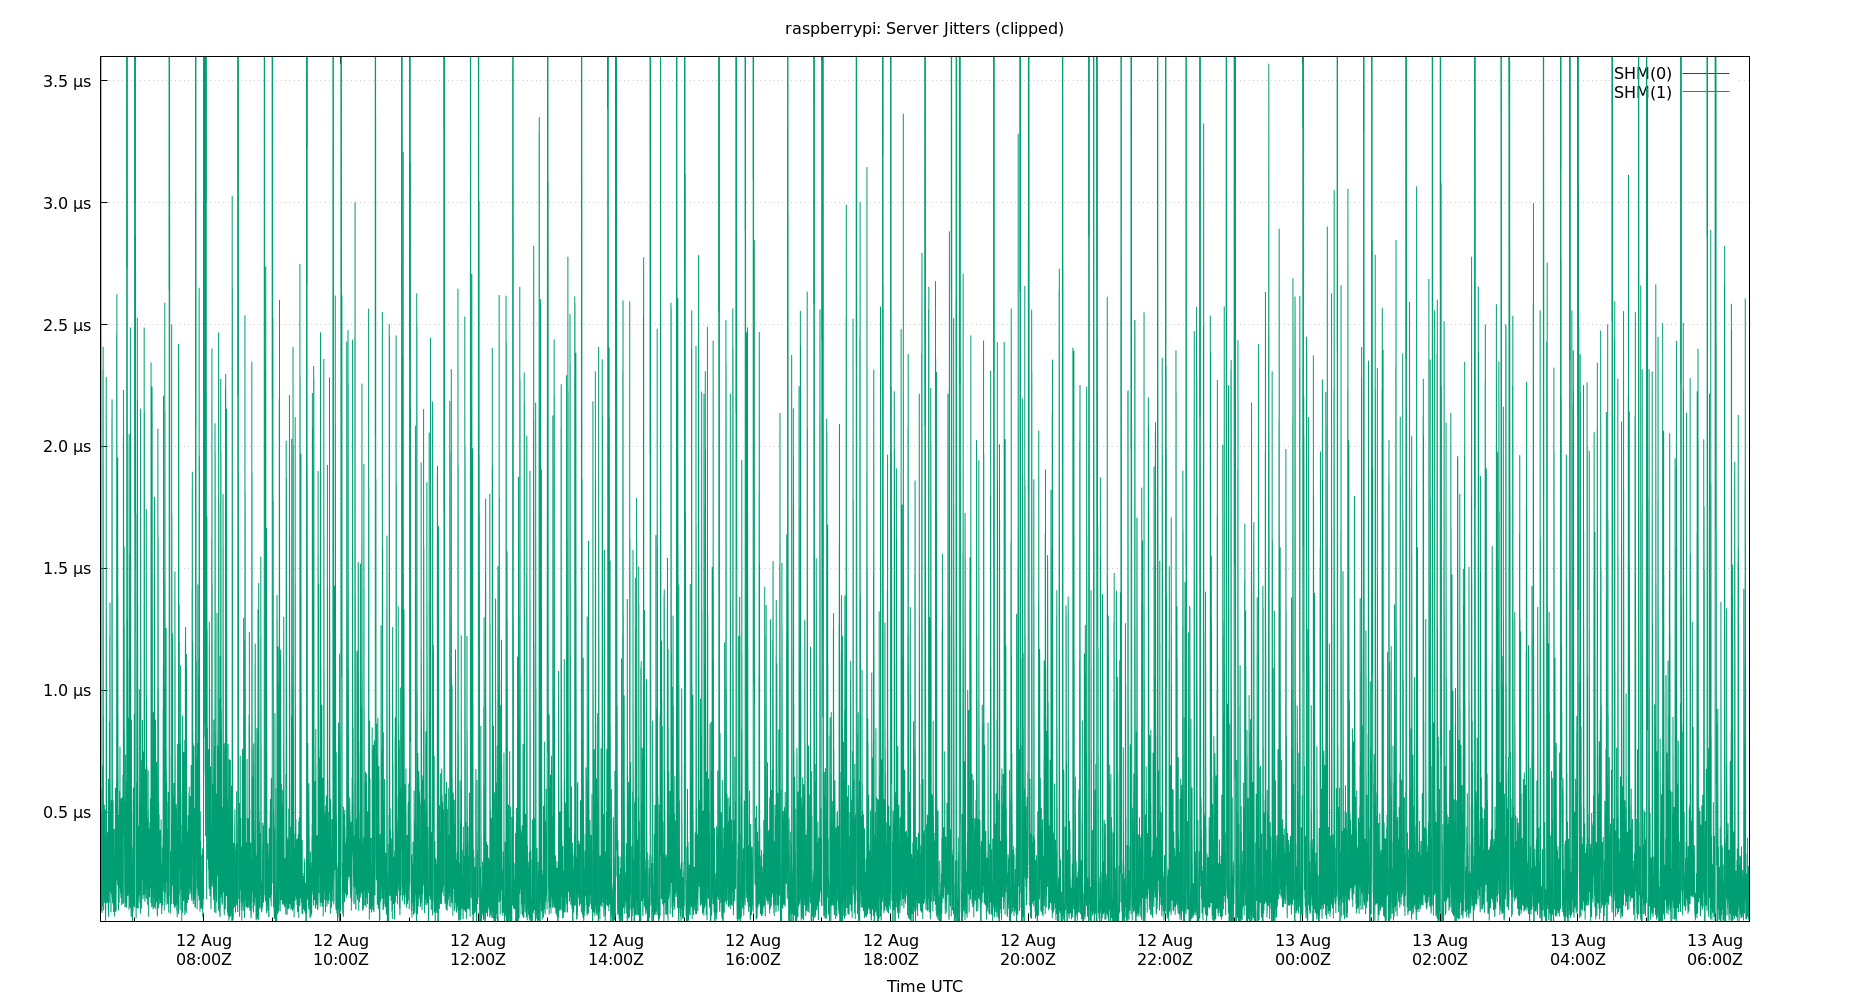 raspberrypi: Server Jitters (clipped)
SHM(0)
SHM(1)
3.5 µs
3.0 µs
2.5 µs
2.0 µs
1.5 µs
1.0 µs
0.5 µs
12 Aug 12 Aug 12 Aug 12 Aug 12 Aug 12 Aug 12 Aug 12 Aug 13 Aug 13 Aug 13 Aug 13 Aug
08:00Z 10:00Z 12:00Z 14:00Z 16:00Z 18:00Z 20:00Z 22:00Z 00:00Z 02:00Z 04:00Z 06:00Z
Time UTC